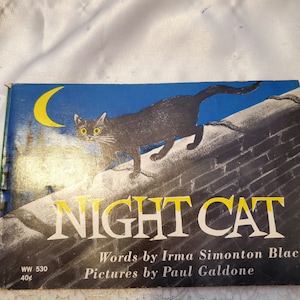 NIGHT CAT
Words by Irma Simonton Blac
Pictures by Paul Galdone
WW 530
40¢